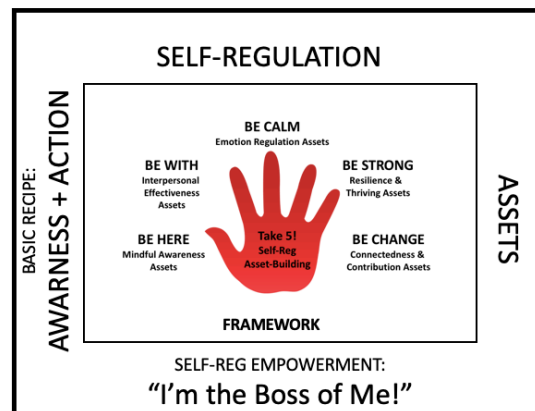 SELF-REGULATION
BASIC RECIPE:
AWARNESS + ACTION
BE CALM
Emotion Regulation Assets
BE WITH
Interpersonal
Effectiveness
Assets
BE STRONG
Resilience &
Thriving Assets
BE HERE
Mindful Awareness
Assets
Take 5!
Self-Reg
Asset-Building
BE CHANGE
Connectedness &
Contribution Assets
FRAMEWORK
ASSETS
SELF-REG EMPOWERMENT:
“I’m the Boss of Me!”